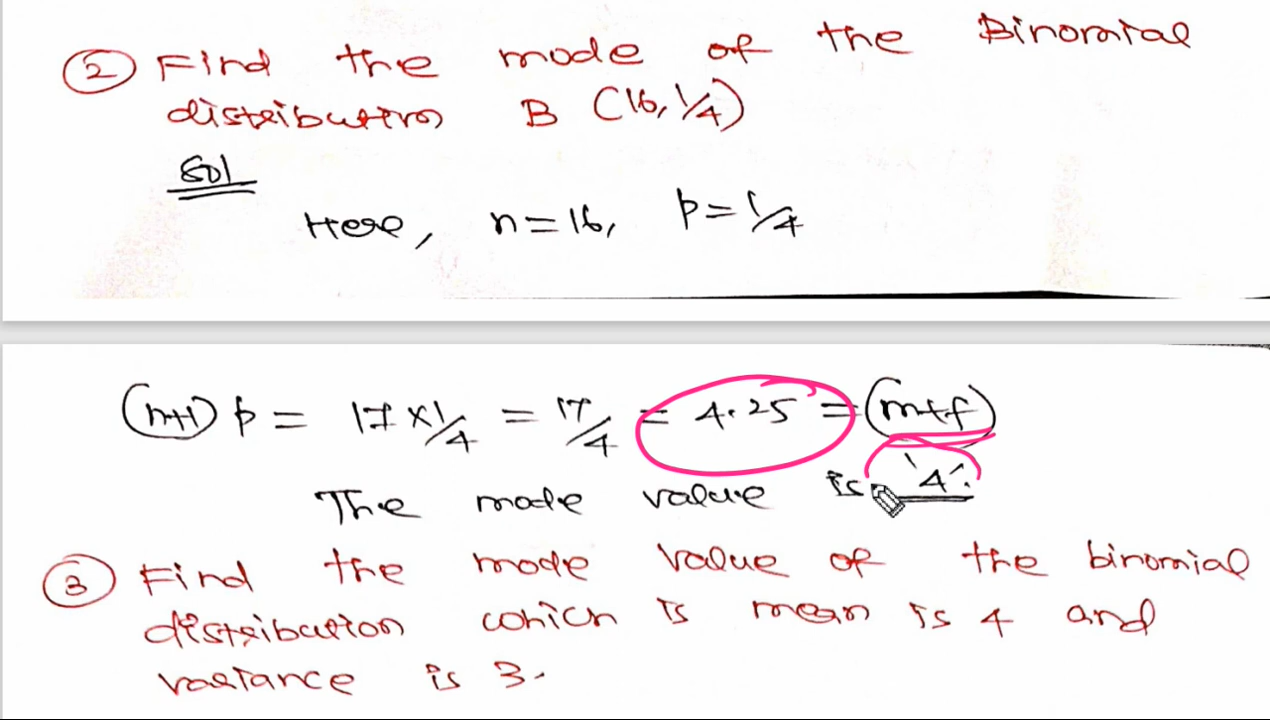 ② Find the mode of the Binomial
distribution B (16, 1/4)
Sol
Here, n=16, p=1/4
(n+1) p = 17×1/4 = 17/4 = 4.25 = (m+f)
The mode value is '4'.
③ Find the mode value of the binomial
distribution which is mean is 4 and
variance is 3.